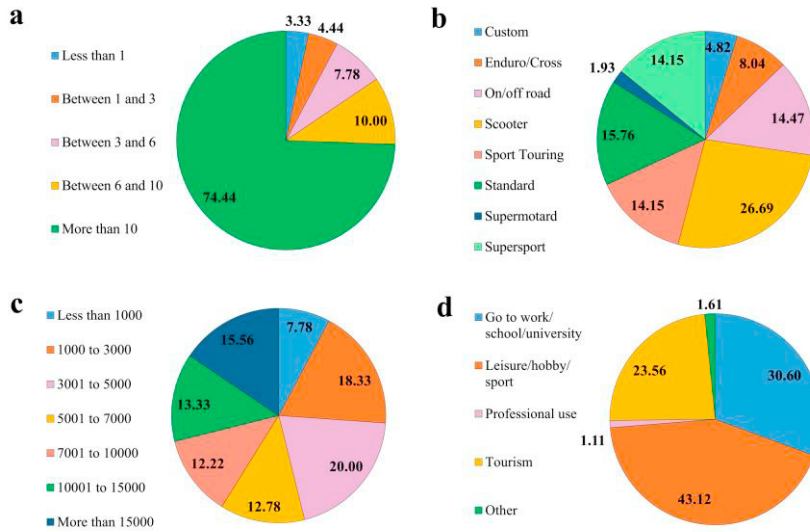 a
Less than 1
Between 1 and 3
Between 3 and 6
Between 6 and 10
More than 10
3.33
4.44
7.78
10.00
74.44
b
Custom
Enduro/Cross
On/off road
Scooter
Sport Touring
Standard
Supermotard
Supersport
4.82
8.04
14.47
26.69
14.15
15.76
1.93
14.15
c
Less than 1000
1000 to 3000
3001 to 5000
5001 to 7000
7001 to 10000
10001 to 15000
More than 15000
7.78
18.33
20.00
12.78
12.22
13.33
15.56
d
Go to work/
school/university
Leisure/hobby/
sport
Professional use
Tourism
Other
1.61
30.60
43.12
1.11
23.56